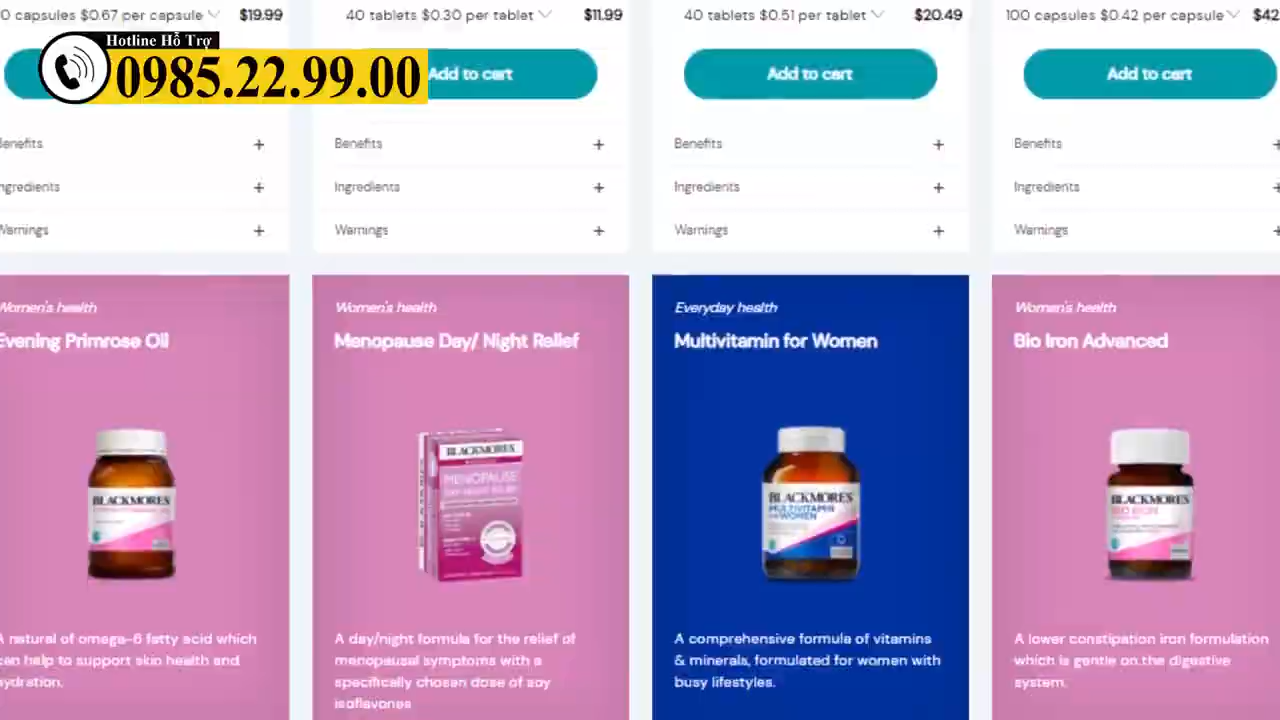 0 capsules $0.67 per capsule
$19.99
40 tablets $0.30 per tablet
$11.99
40 tablets $0.51 per tablet
$20.49
100 capsules $0.42 per capsule
$42
Hotline Hỗ Trợ
0985.22.99.00
Add to cart
Add to cart
Add to cart
Benefits
Ingredients
Warnings
Benefits
Ingredients
Warnings
Benefits
Ingredients
Warnings
Benefits
Ingredients
Warnings
Women's health
Evening Primrose Oil
BLACKMORES
A natural of omega-6 fatty acid which
can help to support skin health and
hydration.
Women's health
Menopause Day/ Night Relief
BLACKMORES
MENOPAUSE
DAY-NIGHT RELIEF
A day/night formula for the relief of
menopausal symptoms with a
specifically chosen dose of soy
isoflavones
Everyday health
Multivitamin for Women
BLACKMORES
MULTIVITAMIN
WOMEN
A comprehensive formula of vitamins
& minerals, formulated for women with
busy lifestyles.
Women's health
Bio Iron Advanced
BLACKMORES
BIO IRON
A lower constipation iron formulation
which is gentle on the digestive
system.